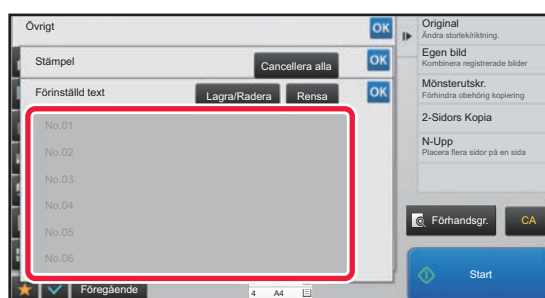 Övrigt
OK
Stämpel
Cancellera alla
OK
Förinställd text
Lagra/Radera
Rensa
OK
No.01
No.02
No.03
No.04
No.05
No.06
Föregående
4 A4
Original
Ändra storlek/riktning.
Egen bild
Kombinera registrerade bilder
Mönsterutskr.
Förhindra obehörig kopiering
2-Sidors Kopia
N-Upp
Placera flera sidor på en sida
Förhandsgr.
CA
Start